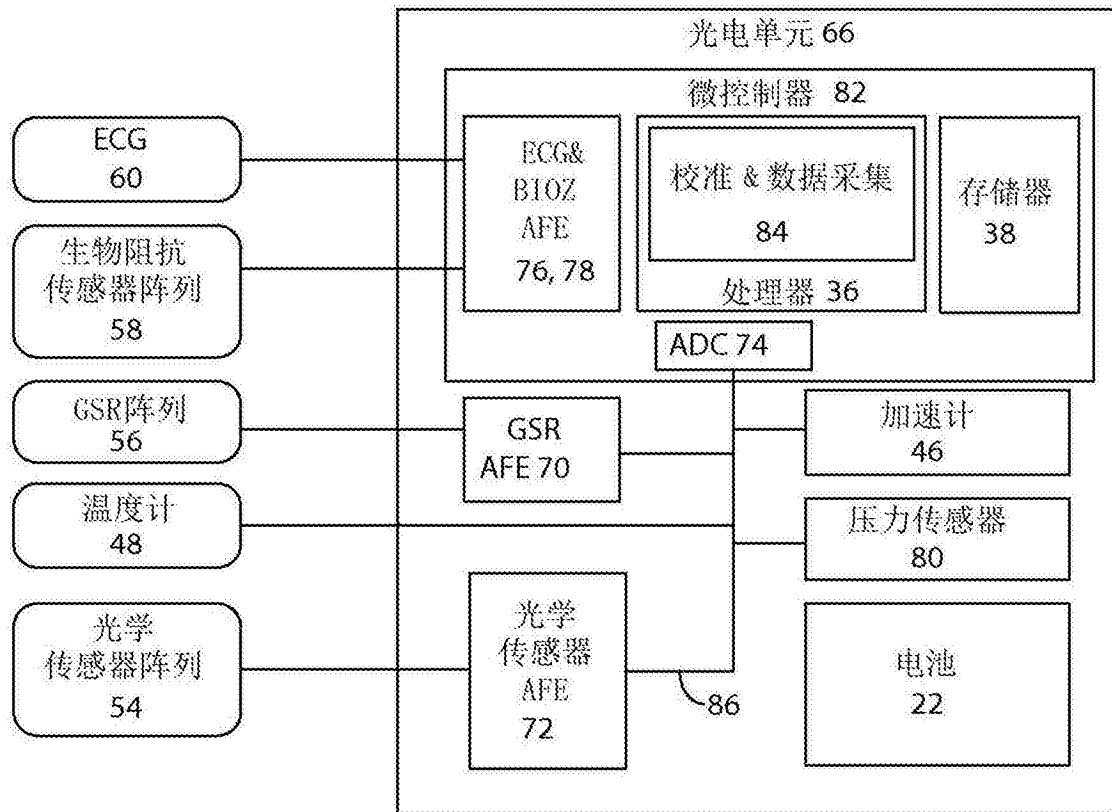 光电单元 66
微控制器 82
ECG
60
ECG&
BIOZ
AFE
76, 78
校准 & 数据采集
84
处理器 36
存储器
38
生物阻抗
传感器阵列
58
ADC 74
GSR阵列
56
GSR
AFE 70
加速计
46
温度计
48
压力传感器
80
光学
传感器阵列
54
光学
传感器
AFE
72
86
电池
22